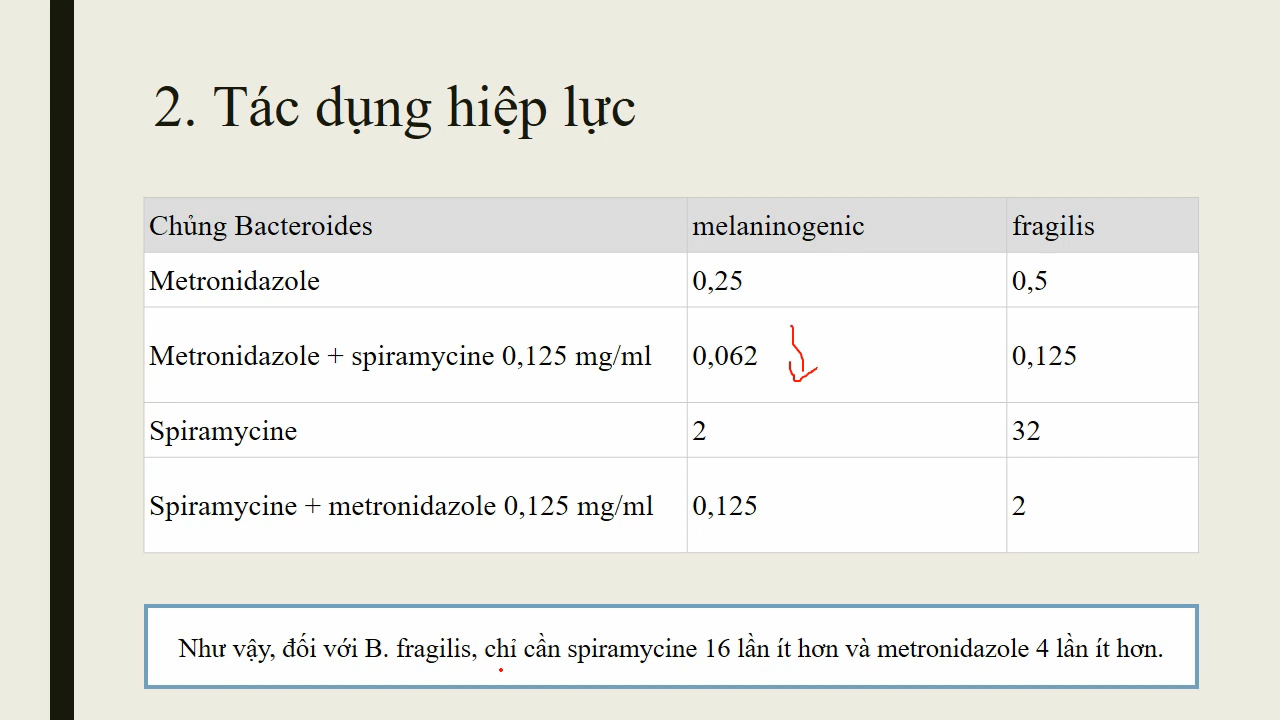 2. Tác dụng hiệp lực
Chủng Bacteroides melaninogenic fragilis
Metronidazole 0,25 0,5
Metronidazole + spiramycine 0,125 mg/ml 0,062 0,125
Spiramycine 2 32
Spiramycine + metronidazole 0,125 mg/ml 0,125 2
Như vậy, đối với B. fragilis, chỉ cần spiramycine 16 lần ít hơn và metronidazole 4 lần ít hơn.